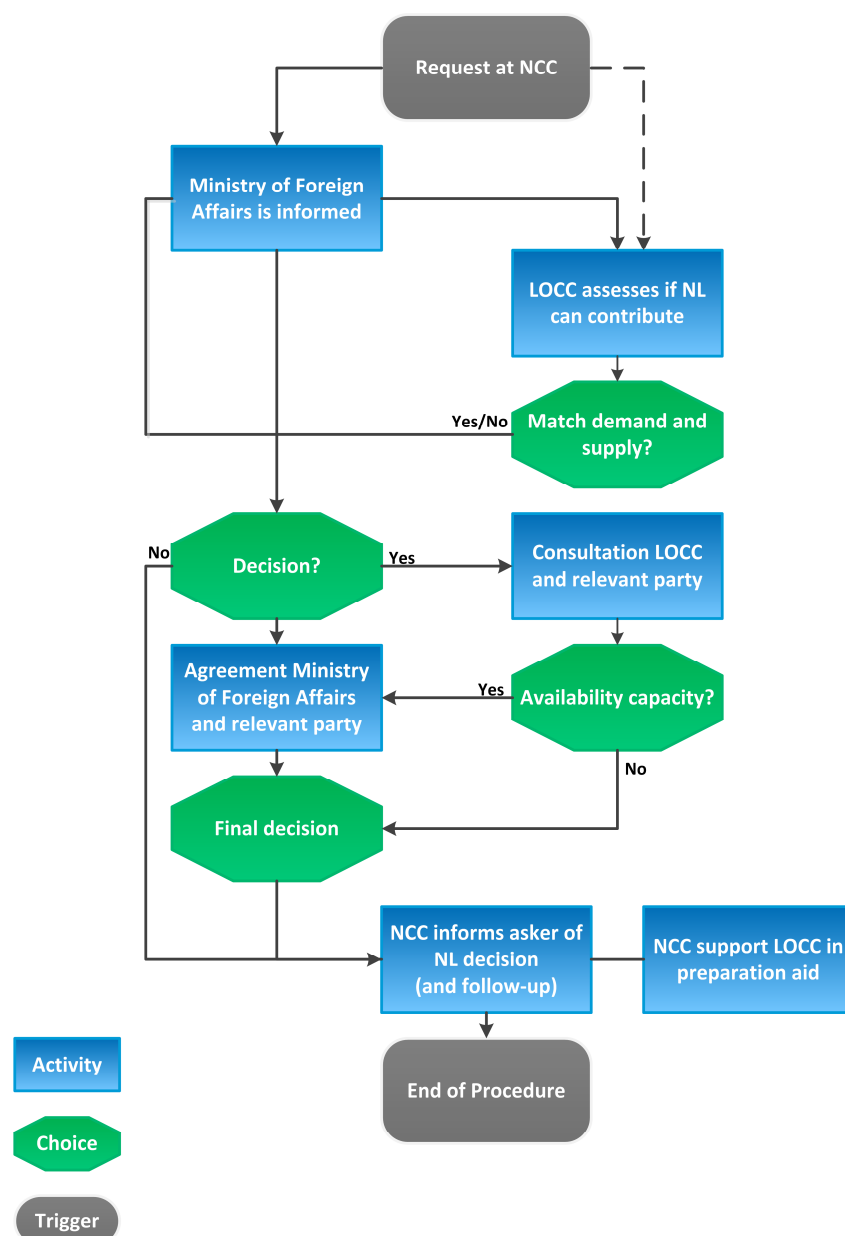 Request at NCC
Ministry of Foreign
Affairs is informed
LOCC assesses if NL
can contribute
Yes/No
Match demand and
supply?
No
Decision?
Yes
Consultation LOCC
and relevant party
Agreement Ministry
of Foreign Affairs
and relevant party
Yes
Availability capacity?
No
Final decision
NCC informs asker of
NL decision
(and follow-up)
NCC support LOCC in
preparation aid
Activity
End of Procedure
Choice
Trigger